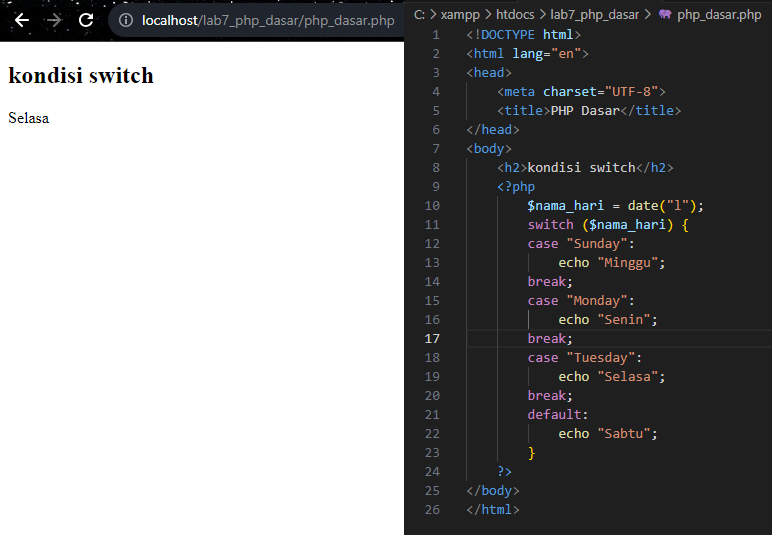 localhost/lab7_php_dasar/php_dasar.php
kondisi switch
Selasa
C: > xampp > htdocs > lab7_php_dasar > php_dasar.php
1 <!DOCTYPE html>
2 <html lang="en">
3 <head>
4 <meta charset="UTF-8">
5 <title>PHP Dasar</title>
6 </head>
7 <body>
8 <h2>kondisi switch</h2>
9 <?php
10 $nama_hari = date("l");
11 switch ($nama_hari) {
12 case "Sunday":
13 echo "Minggu";
14 break;
15 case "Monday":
16 echo "Senin";
17 break;
18 case "Tuesday":
19 echo "Selasa";
20 break;
21 default:
22 echo "Sabtu";
23 }
24 ?>
25 </body>
26 </html>